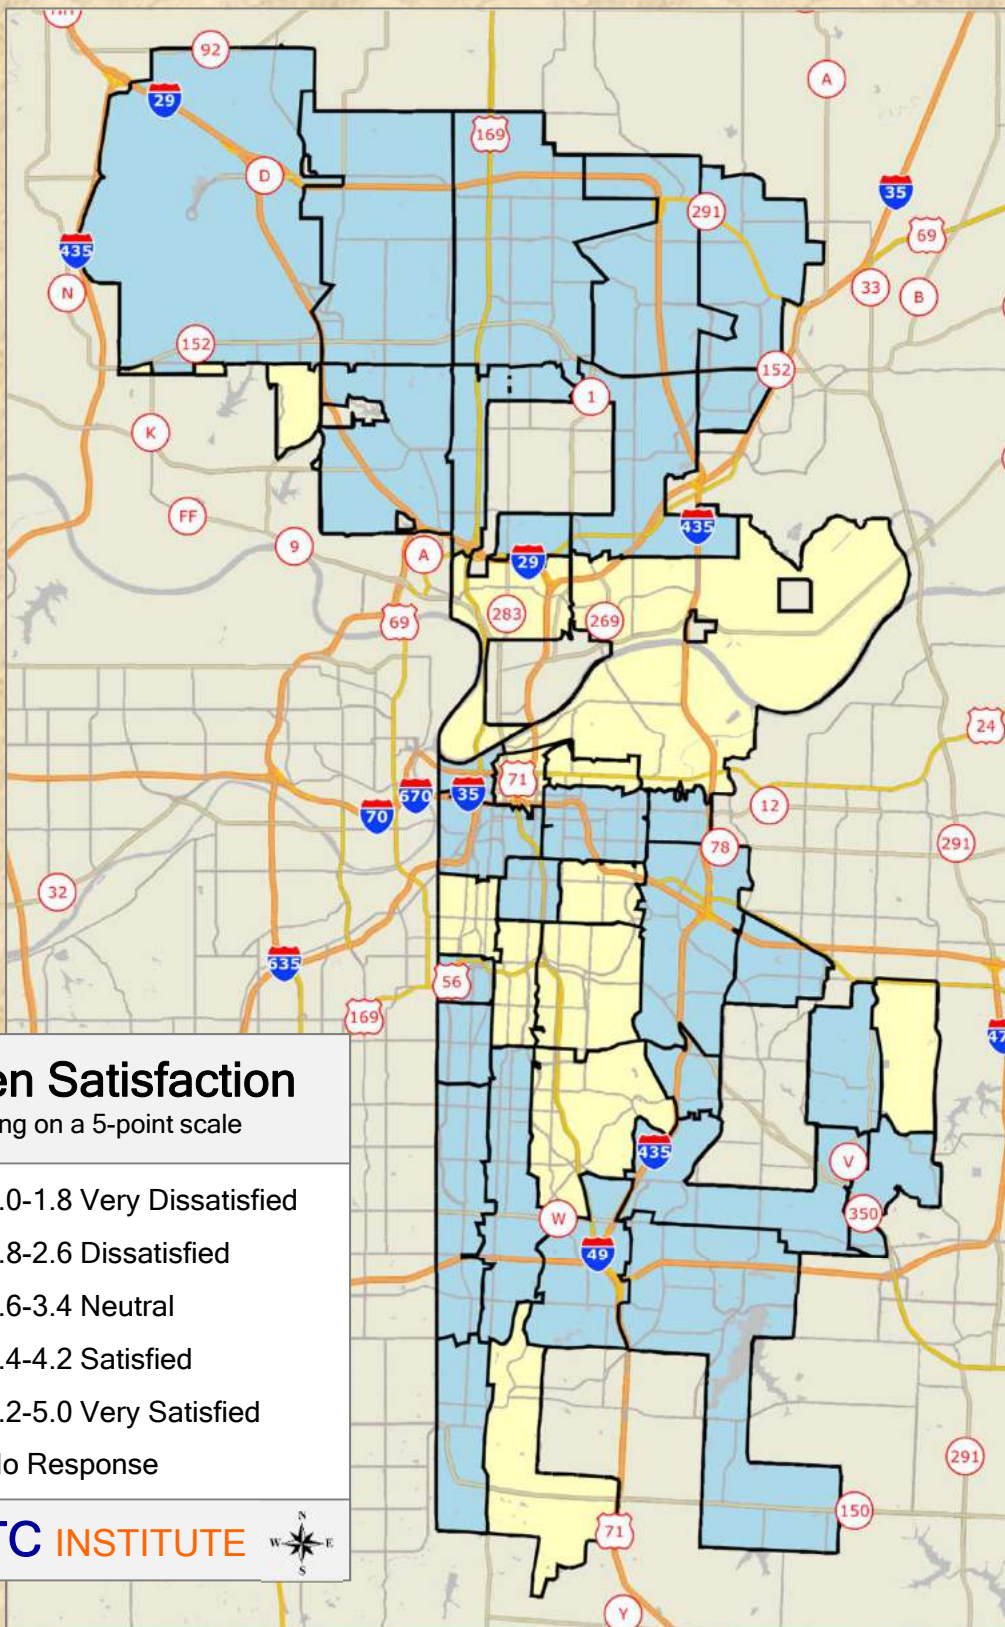 92
29
169
A
D
35
291
69
435
N
33
B
152
152
1
K
FF
435
9
A
29
283
269
69
24
71
670
35
70
12
78
291
32
635
56
169
47
en Satisfaction
ng on a 5-point scale
435
V
.0-1.8 Very Dissatisfied
350
W
.8-2.6 Dissatisfied
49
.6-3.4 Neutral
.4-4.2 Satisfied
.2-5.0 Very Satisfied
291
o Response
150
TC INSTITUTE
N
W E
S
71
Y